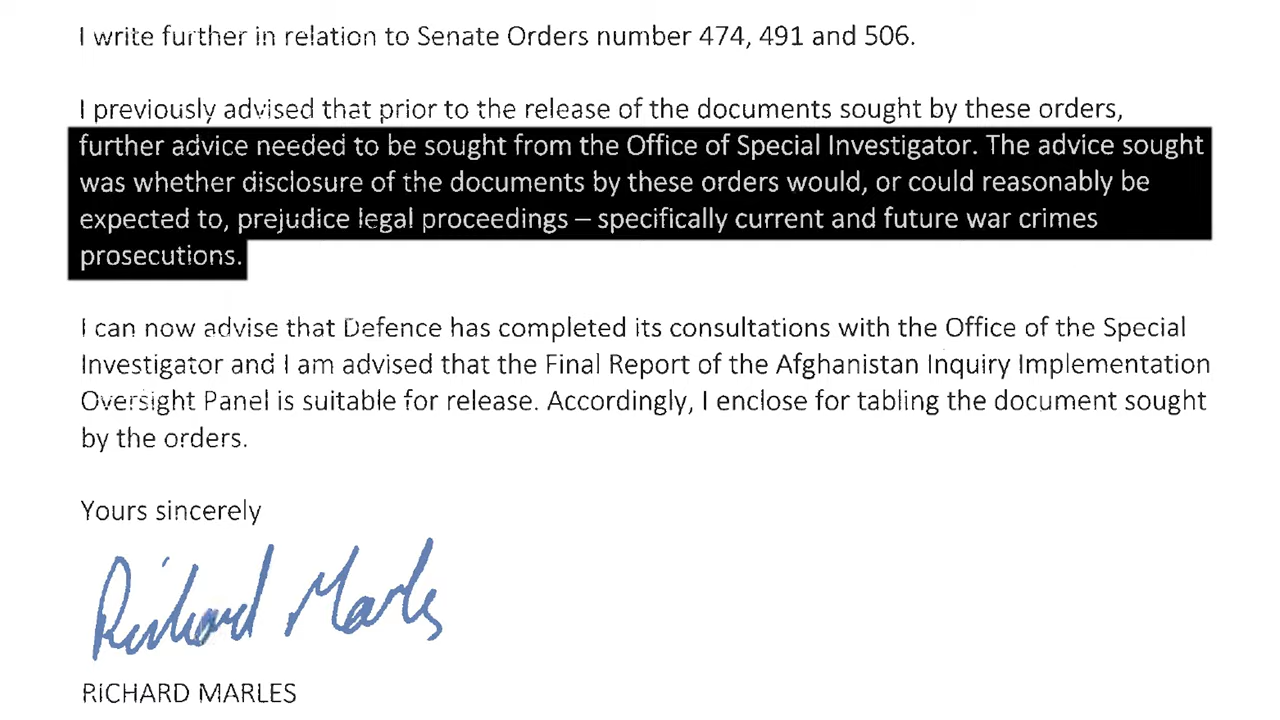 I write further in relation to Senate Orders number 474, 491 and 506.
I previously advised that prior to the release of the documents sought by these orders,
further advice needed to be sought from the Office of Special Investigator. The advice sought
was whether disclosure of the documents by these orders would, or could reasonably be
expected to, prejudice legal proceedings – specifically current and future war crimes
prosecutions.
I can now advise that Defence has completed its consultations with the Office of the Special
Investigator and I am advised that the Final Report of the Afghanistan Inquiry Implementation
Oversight Panel is suitable for release. Accordingly, I enclose for tabling the document sought
by the orders.
Yours sincerely
Richard Marles
RICHARD MARLES